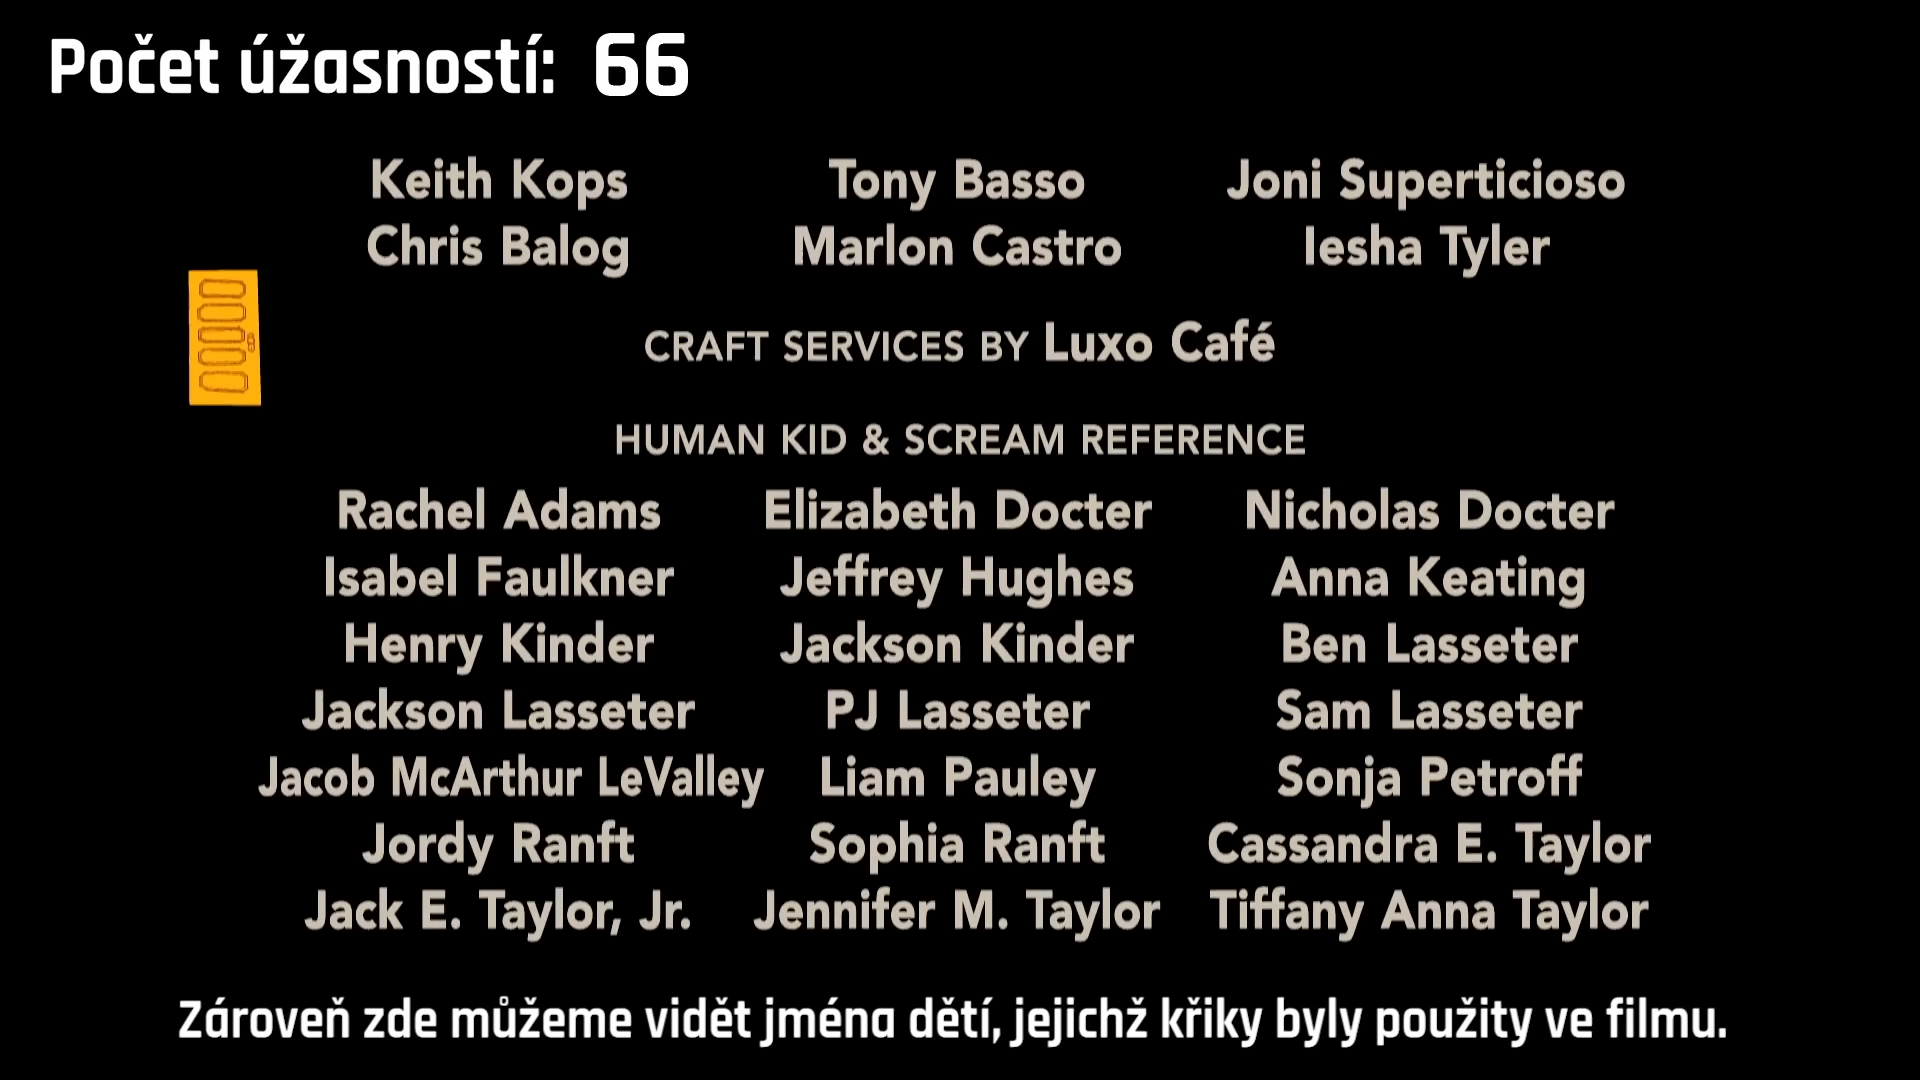 Počet úžasností: 66
Keith Kops Tony Basso Joni Superticioso
Chris Balog Marlon Castro Iesha Tyler
CRAFT SERVICES BY Luxo Café
HUMAN KID & SCREAM REFERENCE
Rachel Adams Elizabeth Docter Nicholas Docter
Isabel Faulkner Jeffrey Hughes Anna Keating
Henry Kinder Jackson Kinder Ben Lasseter
Jackson Lasseter PJ Lasseter Sam Lasseter
Jacob McArthur LeValley Liam Pauley Sonja Petroff
Jordy Ranft Sophia Ranft Cassandra E. Taylor
Jack E. Taylor, Jr. Jennifer M. Taylor Tiffany Anna Taylor
Zároveň zde můžeme vidět jména dětí, jejichž křiky byly použity ve filmu.